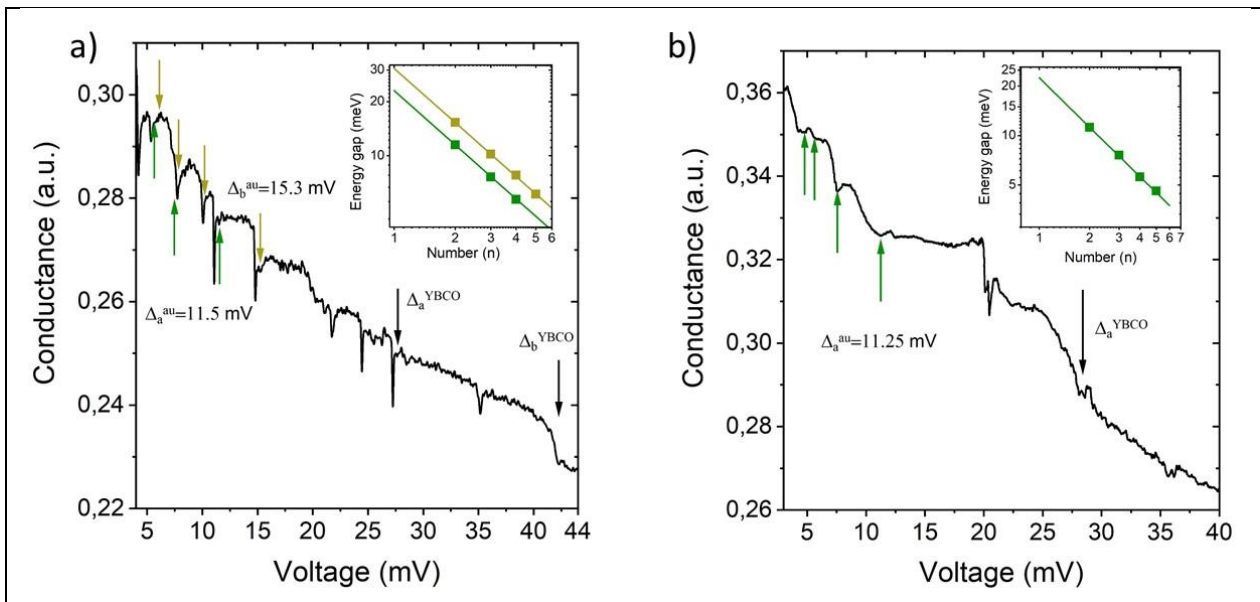 a)
0,30
0,28
0,26
0,24
0,22
Conductance (a.u.)
5 10 15 20 25 30 35 40 44
Voltage (mV)
Δb^au=15.3 mV
Δa^au=11.5 mV
Δa^YBCO
Δb^YBCO
30
20
10
Energy gap (meV)
1 2 3 4 5 6
Number (n)
b)
0,36
0,34
0,32
0,30
0,28
0,26
Conductance (a.u.)
5 10 15 20 25 30 35 40
Voltage (mV)
Δa^au=11.25 mV
Δa^YBCO
25
20
15
10
5
Energy gap (meV)
1 2 3 4 5 6 7
Number (n)